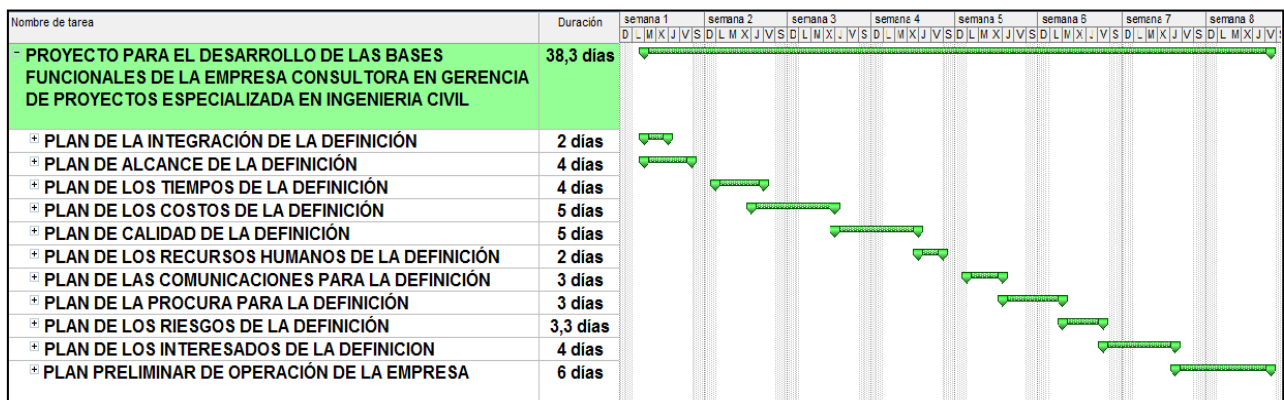 Nombre de tarea Duración semana 1 semana 2 semana 3 semana 4 semana 5 semana 6 semana 7 semana 8
D L M X J V S D L M X J V S D L M X J V S D L M X J V S D L M X J V S D L M X J V S D L M X J V S D L M X J V S
PROYECTO PARA EL DESARROLLO DE LAS BASES 38,3 días
FUNCIONALES DE LA EMPRESA CONSULTORA EN GERENCIA
DE PROYECTOS ESPECIALIZADA EN INGENIERIA CIVIL
PLAN DE LA INTEGRACIÓN DE LA DEFINICIÓN 2 días
PLAN DE ALCANCE DE LA DEFINICIÓN 4 días
PLAN DE LOS TIEMPOS DE LA DEFINICIÓN 4 días
PLAN DE LOS COSTOS DE LA DEFINICIÓN 5 días
PLAN DE CALIDAD DE LA DEFINICIÓN 5 días
PLAN DE LOS RECURSOS HUMANOS DE LA DEFINICIÓN 2 días
PLAN DE LAS COMUNICACIONES PARA LA DEFINICIÓN 3 días
PLAN DE LA PROCURA PARA LA DEFINICIÓN 3 días
PLAN DE LOS RIESGOS DE LA DEFINICIÓN 3,3 días
PLAN DE LOS INTERESADOS DE LA DEFINICION 4 días
PLAN PRELIMINAR DE OPERACIÓN DE LA EMPRESA 6 días